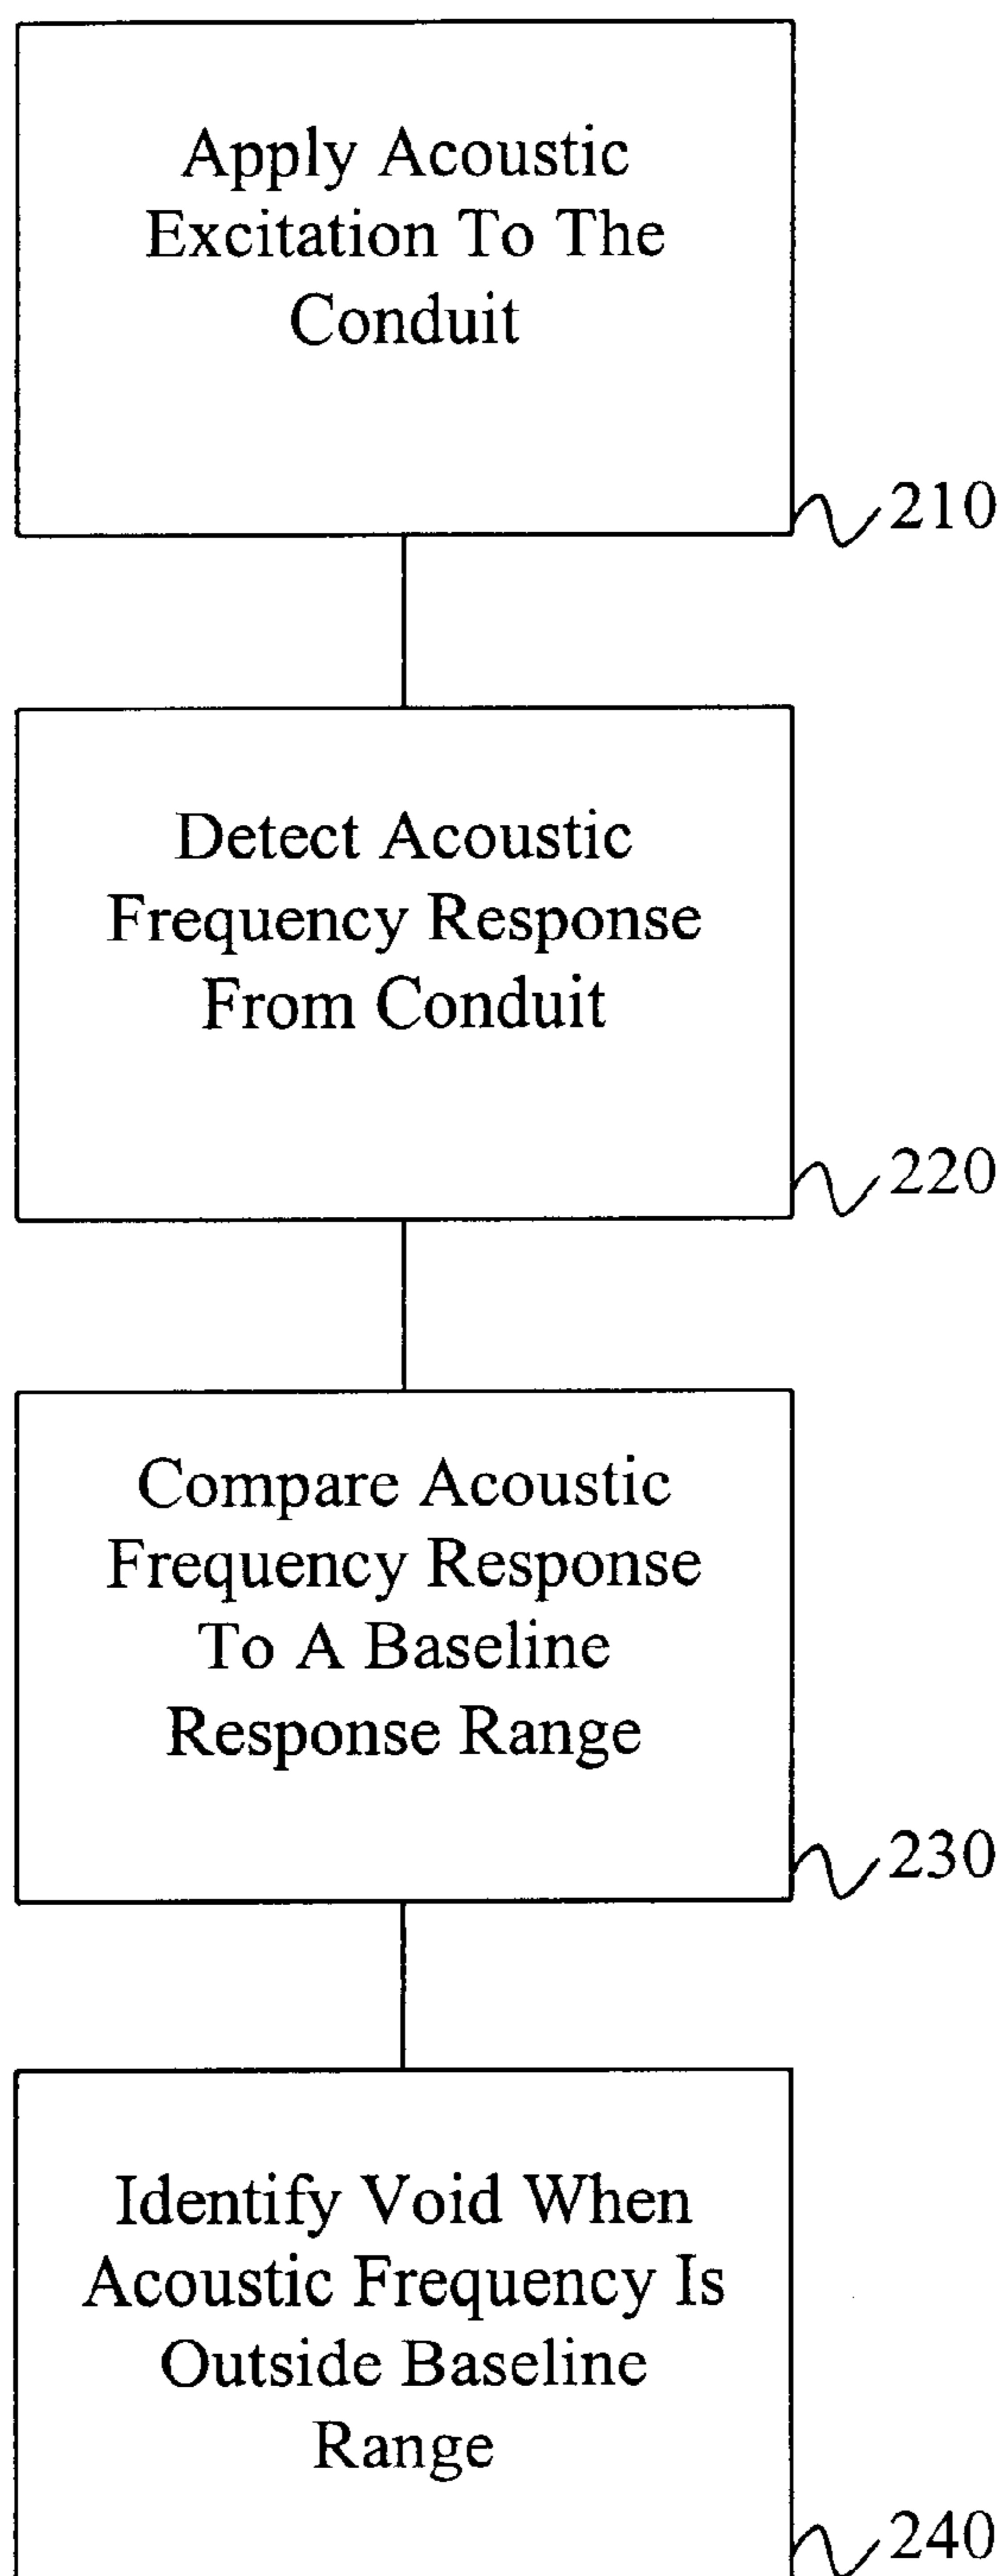 Apply Acoustic
Excitation To The
Conduit
210
Detect Acoustic
Frequency Response
From Conduit
220
Compare Acoustic
Frequency Response
To A Baseline
Response Range
230
Identify Void When
Acoustic Frequency Is
Outside Baseline
Range
240